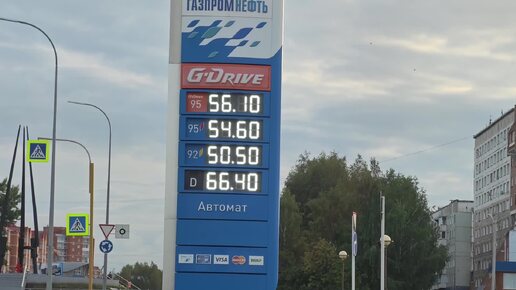 ГАЗПРОМНЕФТЬ
G-DRIVE
95 56.10
95 54.60
92 50.50
D 66.40
Автомат
VISA